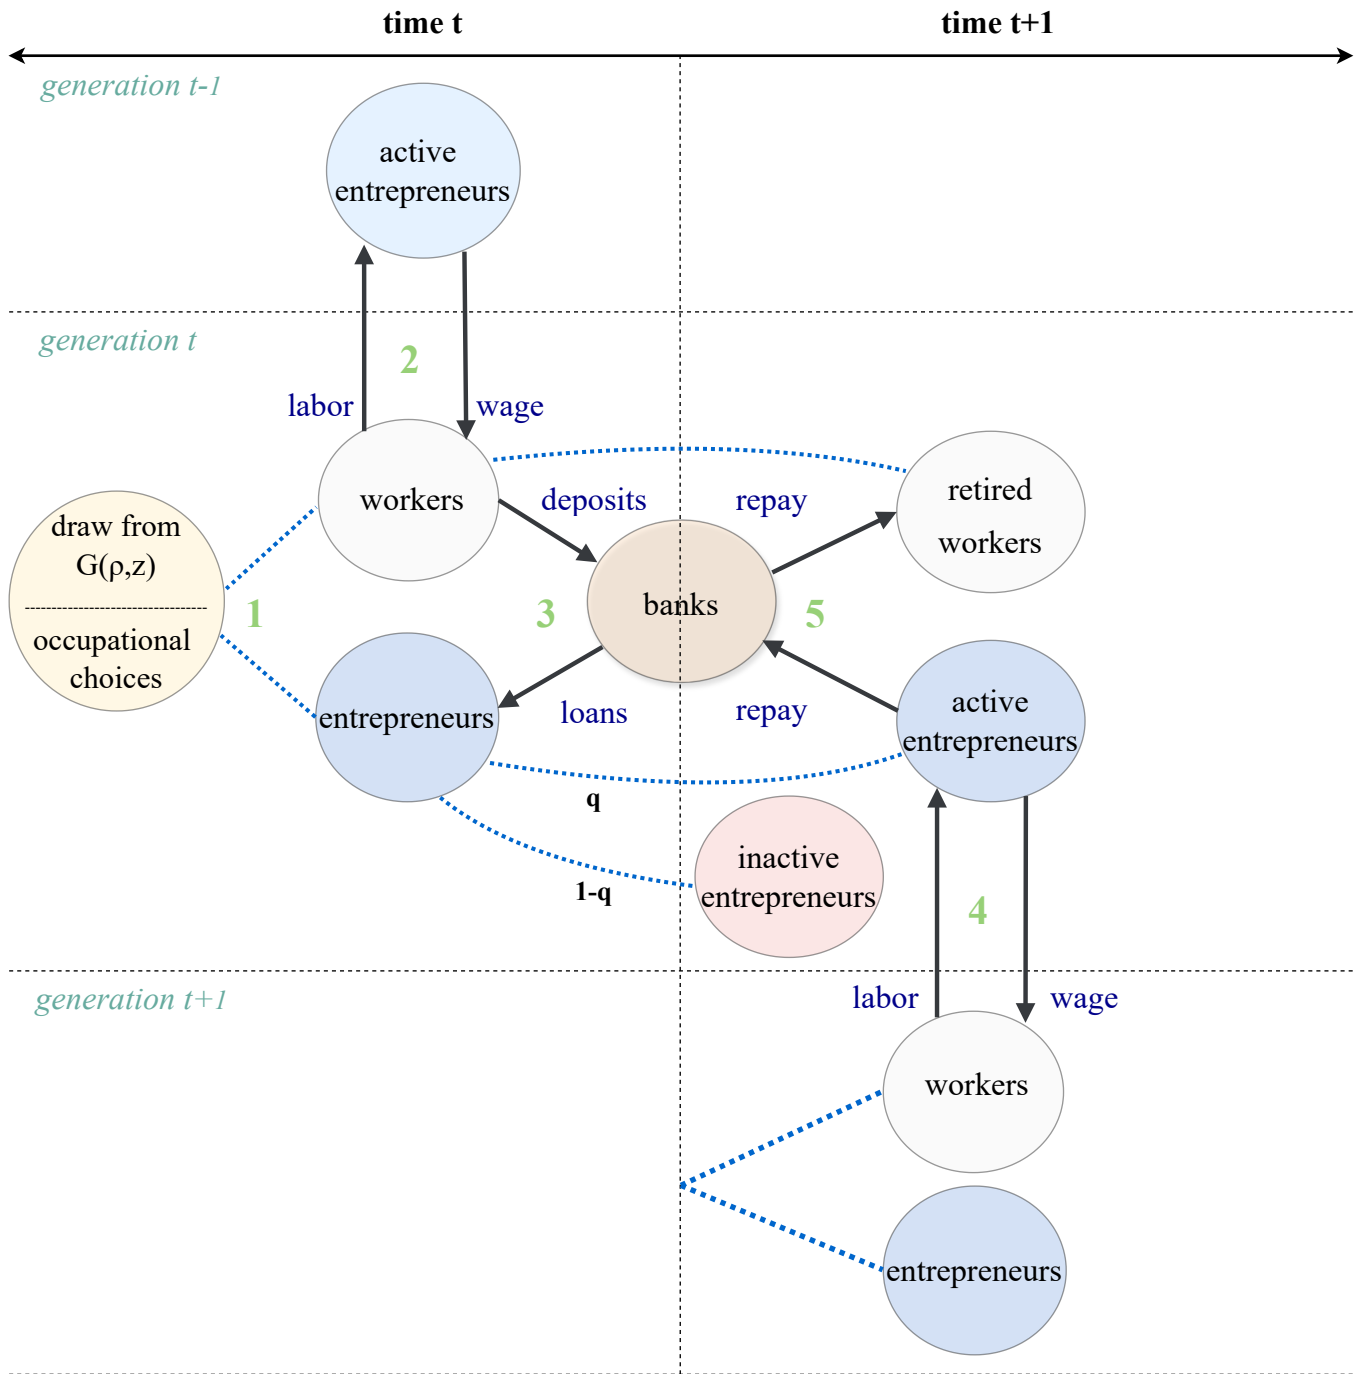 time t
time t+1
generation t-1
active
entrepreneurs
generation t
2
labor
wage
workers
deposits
repay
retired
workers
draw from
G(ρ,z)
occupational
choices
1
3
banks
5
entrepreneurs
loans
repay
active
entrepreneurs
q
inactive
entrepreneurs
1-q
4
generation t+1
labor
wage
workers
entrepreneurs